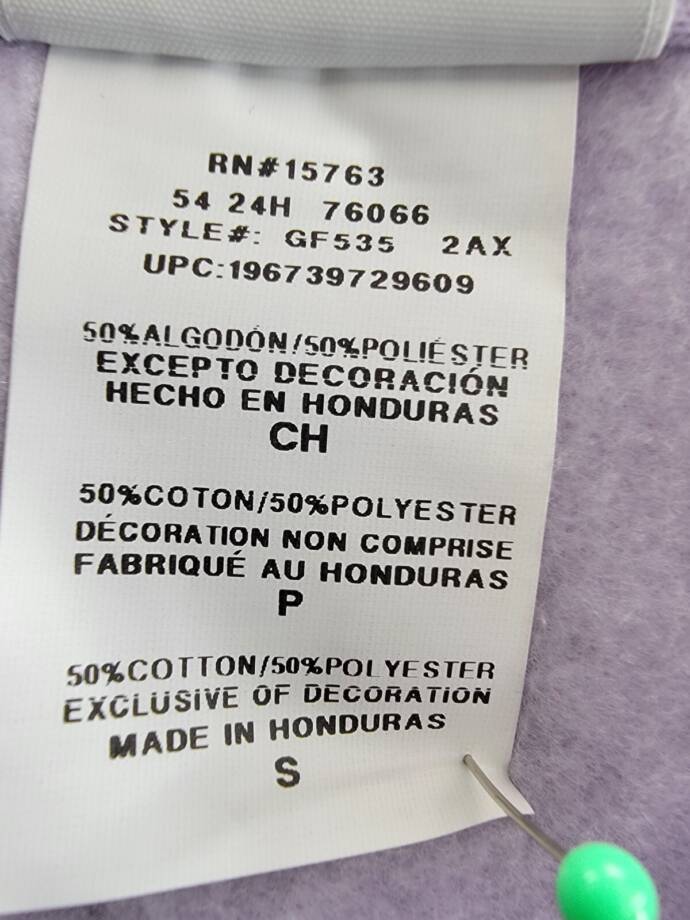 RN#15763
54 24H 76066
STYLE#: GF535 2AX
UPC:196739729609
50%ALGODÓN/50%POLIÉSTER
EXCEPTO DECORACIÓN
HECHO EN HONDURAS
CH
50%COTON/50%POLYESTER
DÉCORATION NON COMPRISE
FABRIQUÉ AU HONDURAS
P
50%COTTON/50%POLYESTER
EXCLUSIVE OF DECORATION
MADE IN HONDURAS
S